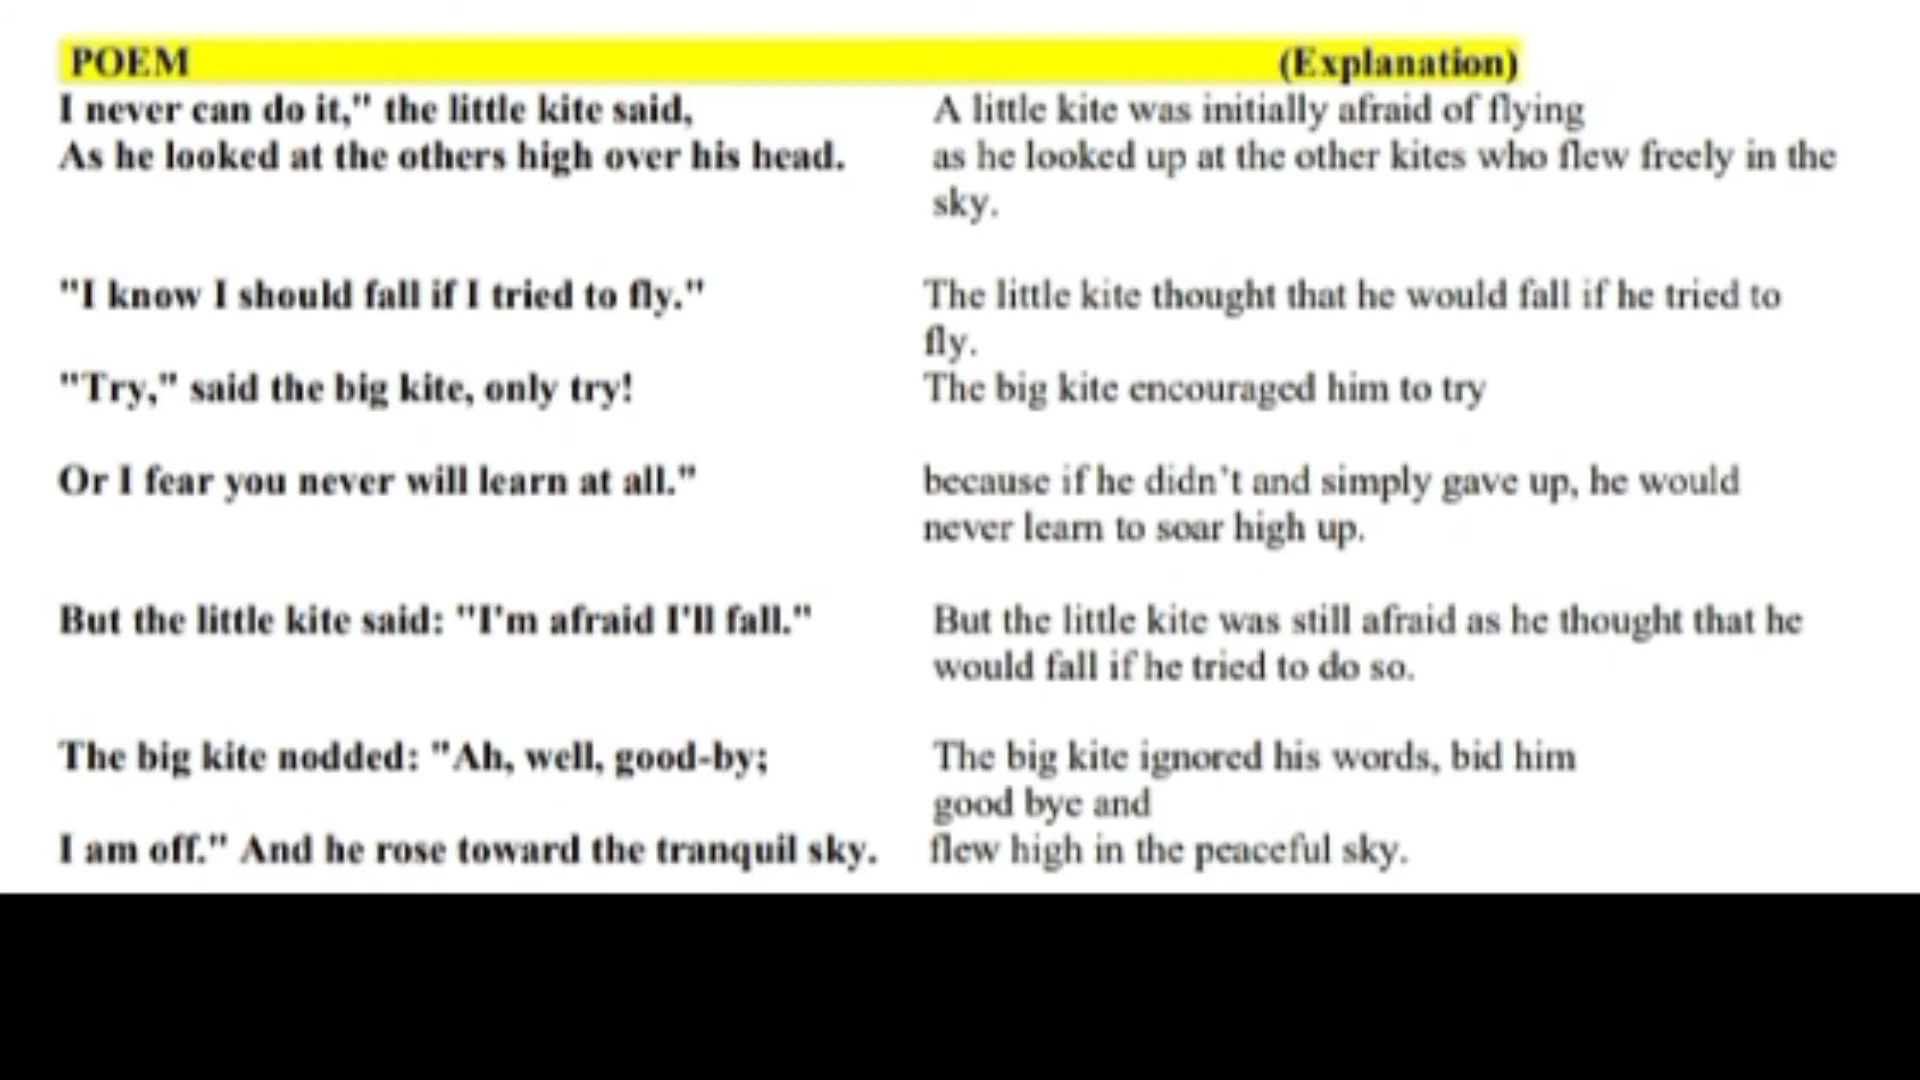 POEM (Explanation)
I never can do it," the little kite said, A little kite was initially afraid of flying
As he looked at the others high over his head. as he looked up at the other kites who flew freely in the
sky.
"I know I should fall if I tried to fly." The little kite thought that he would fall if he tried to
fly.
"Try," said the big kite, only try! The big kite encouraged him to try
Or I fear you never will learn at all." because if he didn't and simply gave up, he would
never learn to soar high up.
But the little kite said: "I'm afraid I'll fall." But the little kite was still afraid as he thought that he
would fall if he tried to do so.
The big kite nodded: "Ah, well, good-by; The big kite ignored his words, bid him
good bye and
I am off." And he rose toward the tranquil sky. flew high in the peaceful sky.